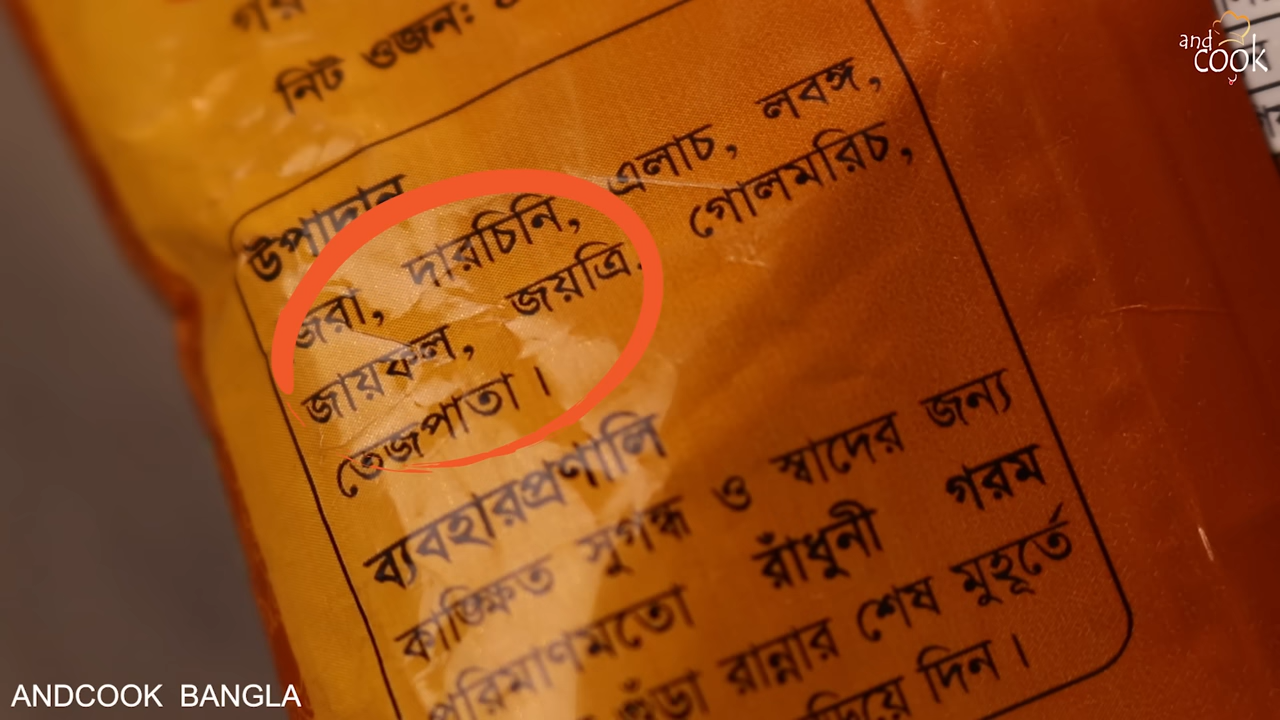 গরম
নিট ওজন:
and
cook
উপাদান
জিরা, দারচিনি, এলাচ, লবঙ্গ,
জায়ফল, জয়ত্রি, গোলমরিচ,
তেজপাতা।
ব্যবহারপ্রণালি
কাঙ্ক্ষিত সুগন্ধ ও স্বাদের জন্য
পরিমাণমতো রাঁধুনী গরম
গুঁড়া রান্নার শেষ মুহূর্তে
দিন।
ANDCOOK BANGLA